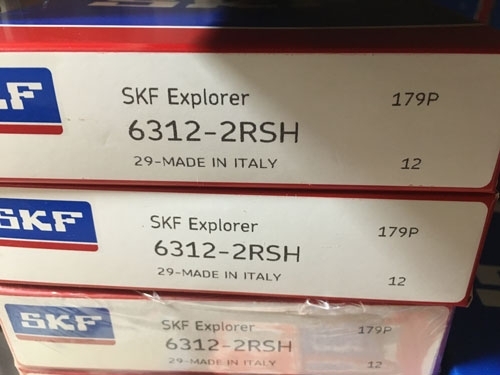 SKF Explorer 179P
6312-2RSH
29-MADE IN ITALY 12
SKF
SKF Explorer 179P
6312-2RSH
29-MADE IN ITALY 12
SKF
SKF Explorer 179P
6312-2RSH
29-MADE IN ITALY 12